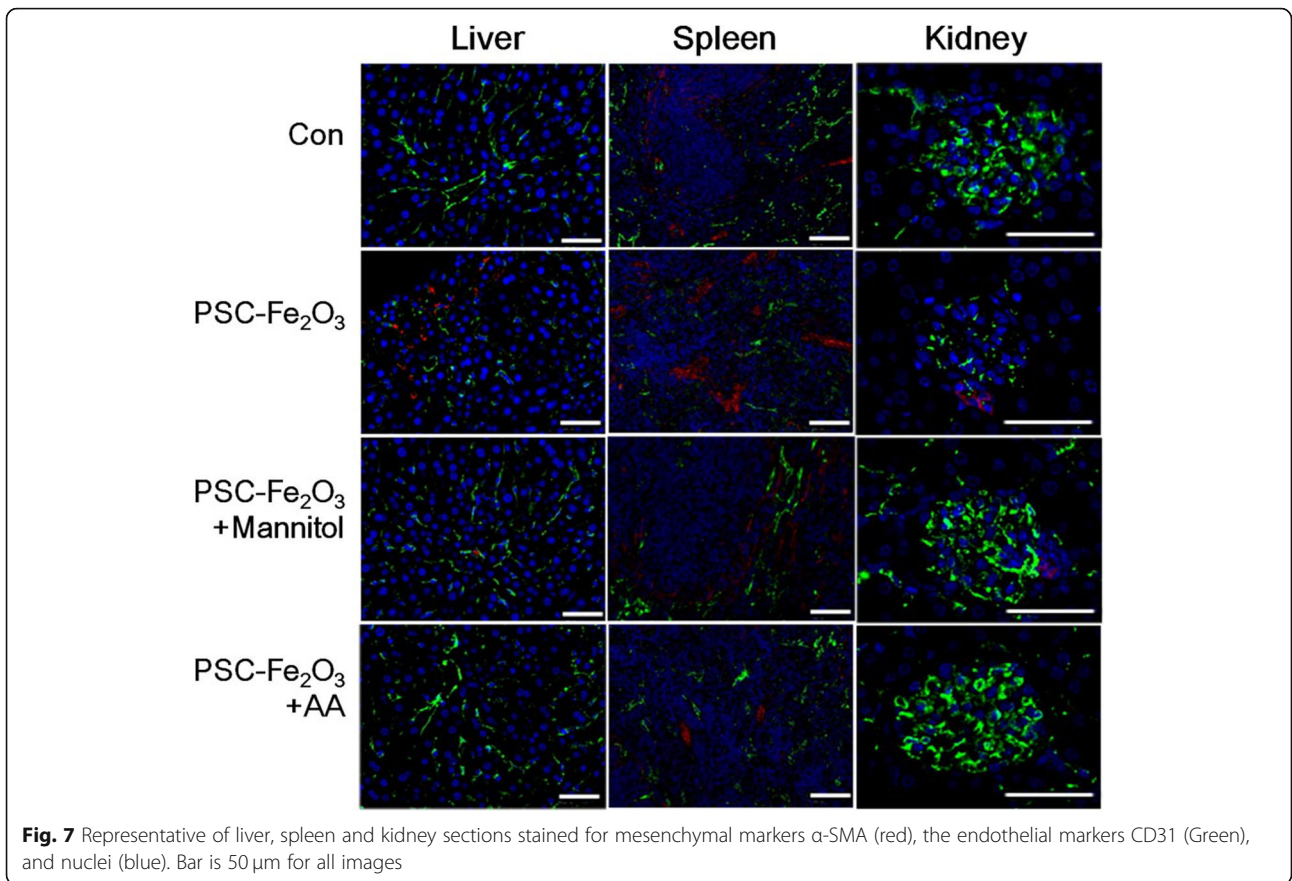 Liver Spleen Kidney
Con
PSC-Fe₂O₃
PSC-Fe₂O₃
+Mannitol
PSC-Fe₂O₃
+AA
Fig. 7 Representative of liver, spleen and kidney sections stained for mesenchymal markers α-SMA (red), the endothelial markers CD31 (Green),
and nuclei (blue). Bar is 50 μm for all images